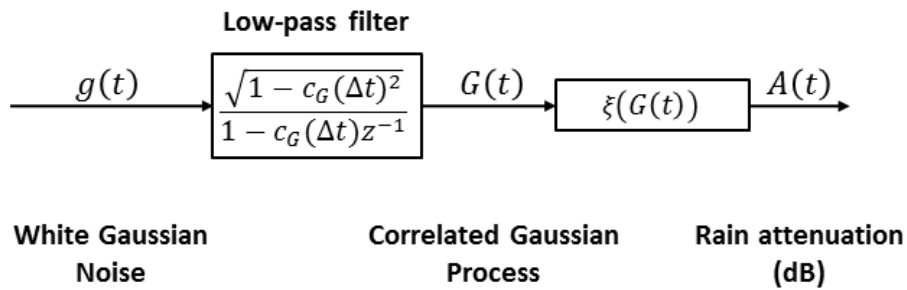 Low-pass filter
g(t)
√1 − c_G(Δt)²
1 − c_G(Δt)z⁻¹
G(t)
ξ(G(t))
A(t)
White Gaussian
Noise
Correlated Gaussian
Process
Rain attenuation
(dB)